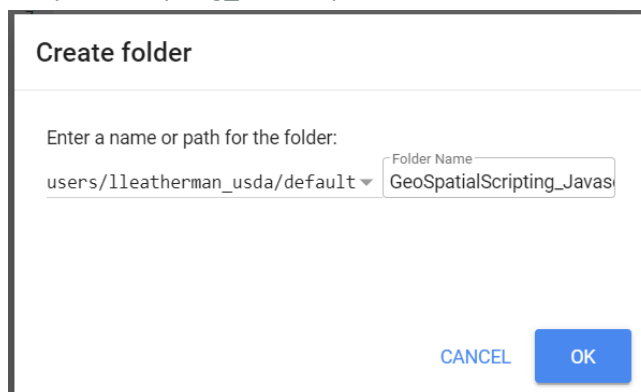 Create folder
Enter a name or path for the folder:
Folder Name
users/lleatherman_usda/default GeoSpatialScripting_Javas
CANCEL OK